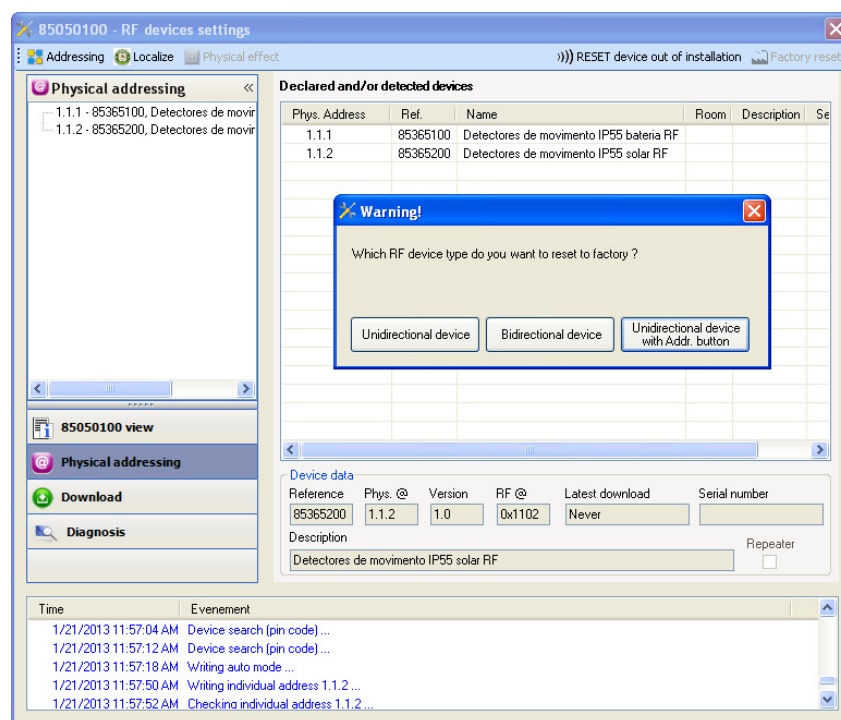 85050100 - RF devices settings
Addressing Localize Physical effect ))) RESET device out of installation Factory reset
Physical addressing «
1.1.1 - 85365100, Detectores de movir
1.1.2 - 85365200, Detectores de movir
85050100 view
Physical addressing
Download
Diagnosis
Declared and/or detected devices
Phys. Address Ref. Name Room Description Se
1.1.1 85365100 Detectores de movimento IP55 bateria RF
1.1.2 85365200 Detectores de movimento IP55 solar RF
Warning!
Which RF device type do you want to reset to factory ?
Unidirectional device Bidirectional device Unidirectional device
with Addr. button
Device data
Reference Phys. @ Version RF @ Latest download Serial number
85365200 1.1.2 1.0 0x1102 Never
Description
Repeater
Detectores de movimento IP55 solar RF
Time Evenement
1/21/2013 11:57:04 AM Device search (pin code) ...
1/21/2013 11:57:12 AM Device search (pin code) ...
1/21/2013 11:57:18 AM Writing auto mode ...
1/21/2013 11:57:50 AM Writing individual address 1.1.2 ...
1/21/2013 11:57:52 AM Checking individual address 1.1.2 ...